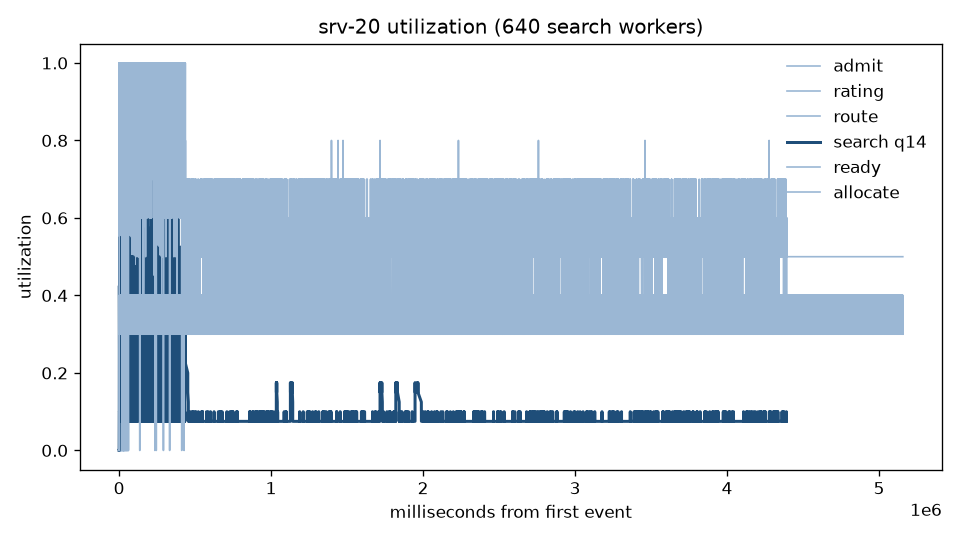 srv-20 utilization (640 search workers)
admit
rating
route
search q14
ready
allocate
utilization
1.0
0.8
0.6
0.4
0.2
0.0
0
1
2
3
4
5
1e6
milliseconds from first event